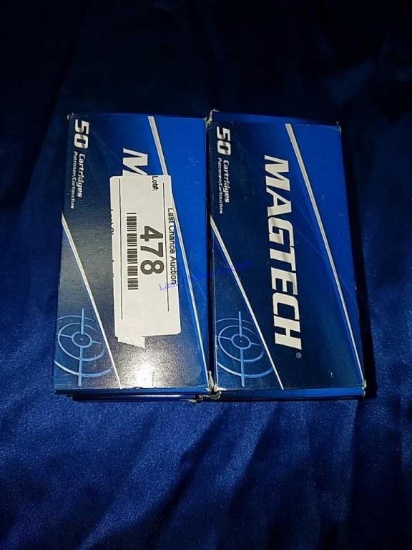 50 Cartridges
M
Lot#:
478
Last Chance Auction
50 Cartridges
MAGTECH®